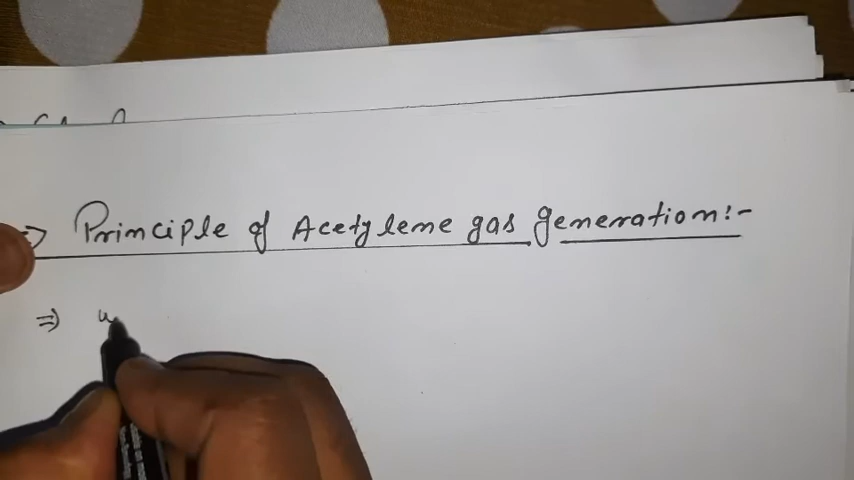 ⇒ Principle of Acetylene gas generation:-
⇒